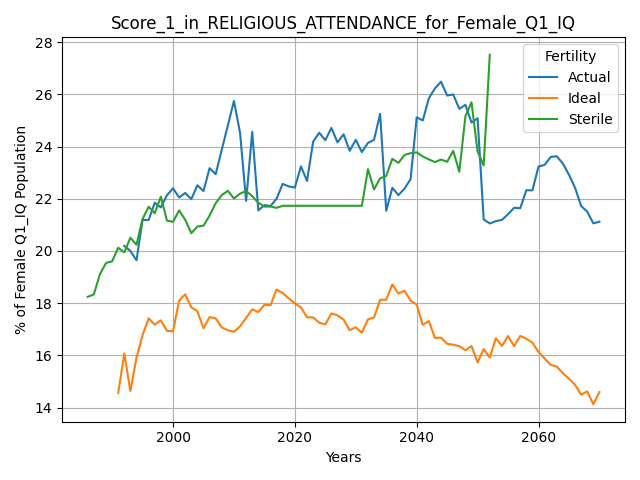 Score_1_in_RELIGIOUS_ATTENDANCE_for_Female_Q1_IQ
28
26
24
22
20
18
16
14
% of Female Q1_IQ Population
Fertility
Actual
Ideal
Sterile
2000
2020
2040
2060
Years